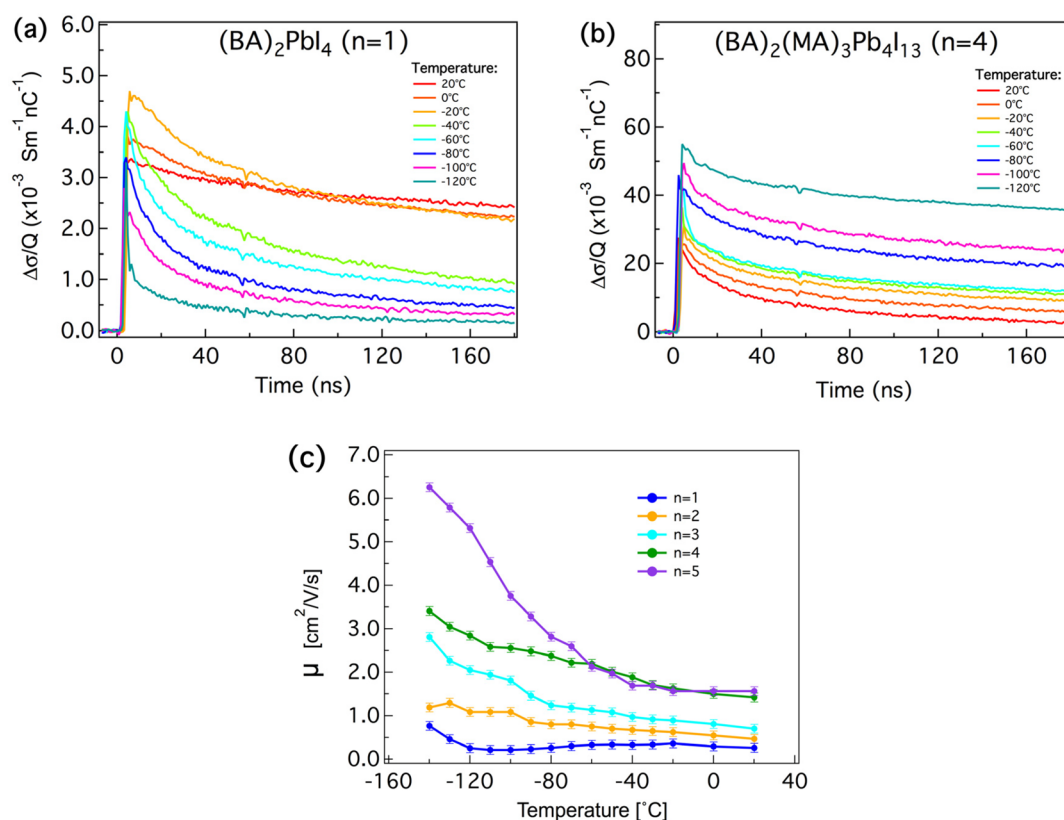 (a)
(BA)₂PbI₄ (n=1)
Δσ/Q (x10⁻³ Sm⁻¹nC⁻¹)
6.0
5.0
4.0
3.0
2.0
1.0
0.0
Temperature:
20°C
0°C
-20°C
-40°C
-60°C
-80°C
-100°C
-120°C
0 40 80 120 160
Time (ns)
(b)
(BA)₂(MA)₃Pb₄I₁₃ (n=4)
Δσ/Q (x10⁻³ Sm⁻¹nC⁻¹)
80
60
40
20
0
Temperature:
20°C
0°C
-20°C
-40°C
-60°C
-80°C
-100°C
-120°C
0 40 80 120 160
Time (ns)
(c)
μ [cm²/V/s]
7.0
6.0
5.0
4.0
3.0
2.0
1.0
0.0
n=1
n=2
n=3
n=4
n=5
-160 -120 -80 -40 0 40
Temperature [°C]